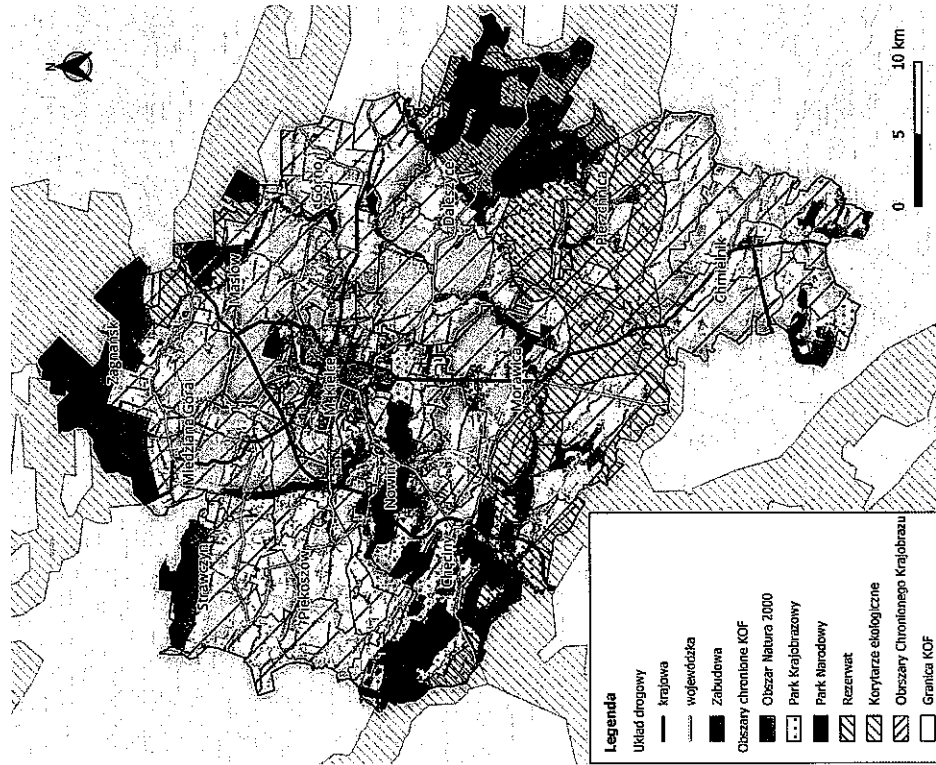 N
Zagnańsk
Strawczyn
Miedziana Góra
Masłów
Górno
Piekoszów
Kielce
Nowiny
Daleszyce
Chęciny
Morawica
Pierzchnica
Chmielnik
0 5 10 km
Legenda
Układ drogowy
krajowa
wojewódzka
Zabudowa
Obszary chronione KOF
Obszar Natura 2000
Park Krajobrazowy
Park Narodowy
Rezerwat
Korytarze ekologiczne
Obrszary Chronionego Krajobrazu
Granica KOF